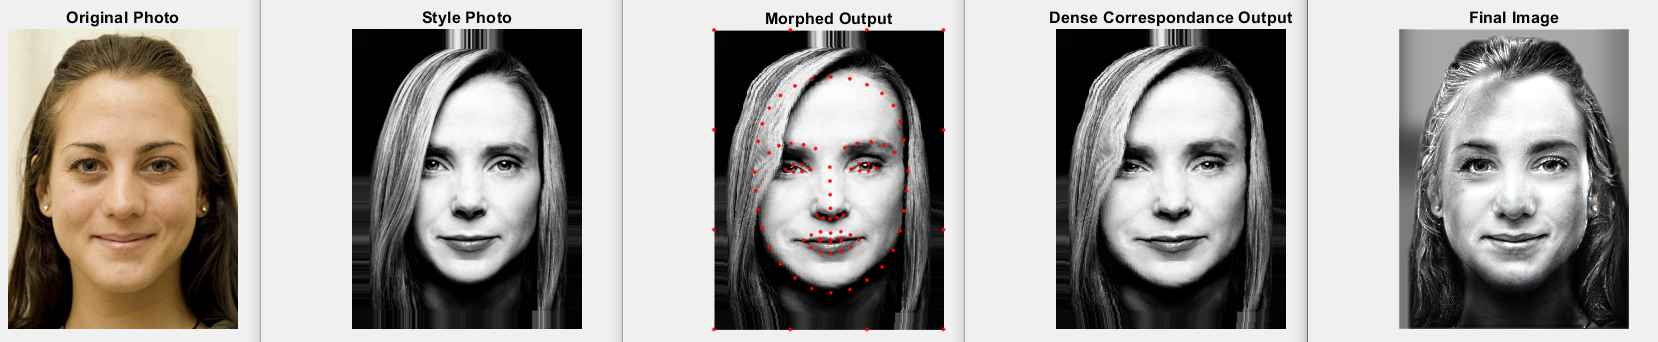 Original Photo
Style Photo
Morphed Output
Dense Correspondance Output
Final Image